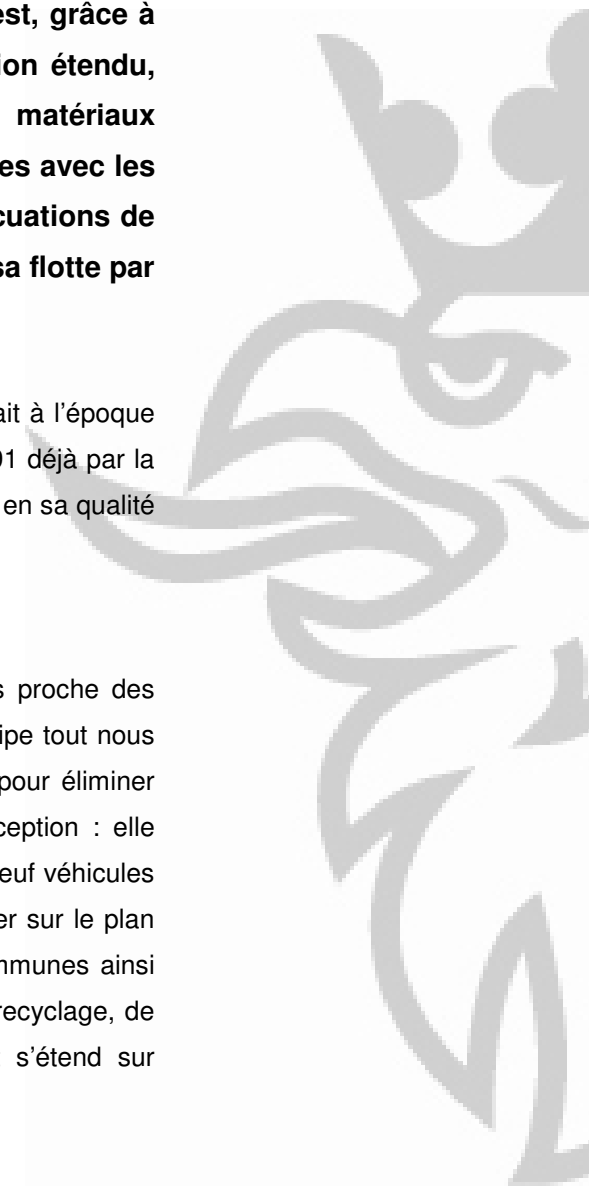 est, grâce à
ion étendu,
matériaux
es avec les
cuations de
sa flotte par
ait à l'époque
01 déjà par la
en sa qualité
s proche des
ipe tout nous
pour éliminer
ception : elle
euf véhicules
er sur le plan
mmunes ainsi
recyclage, de
s'étend sur